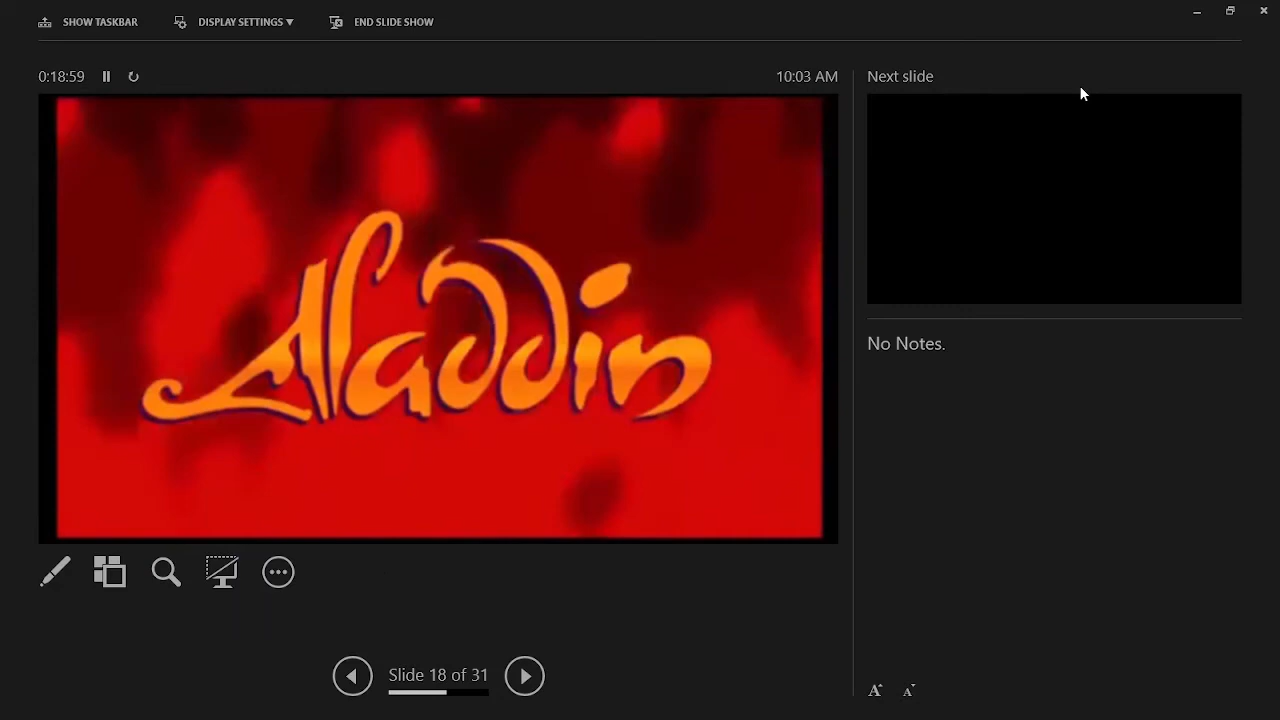 SHOW TASKBAR DISPLAY SETTINGS ▼ END SLIDE SHOW
0:18:59 10:03 AM Next slide
Aladdin
No Notes.
Slide 18 of 31 A A